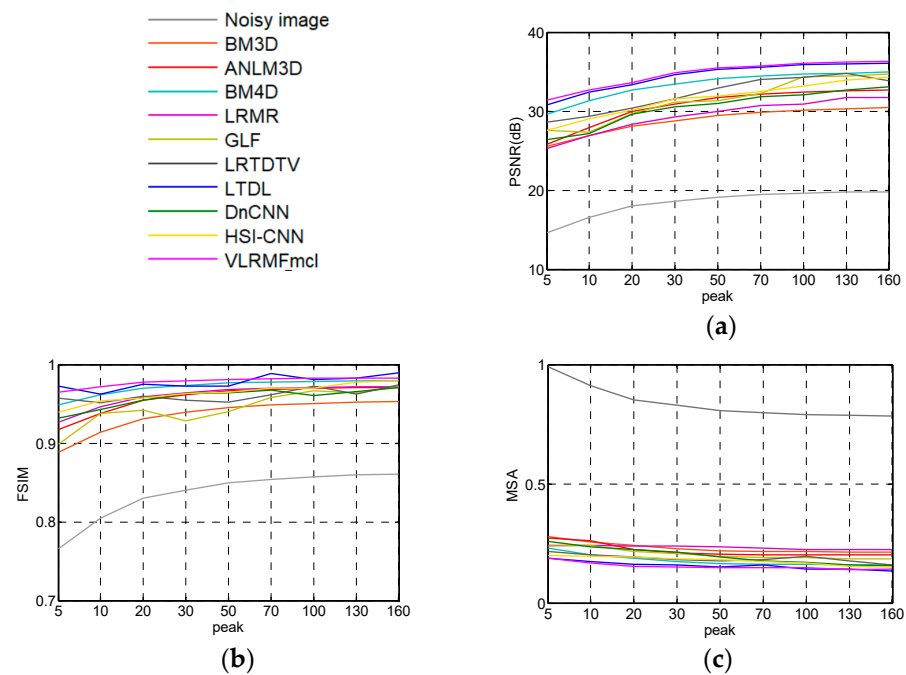 Noisy image
BM3D
ANLM3D
BM4D
LRMR
GLF
LRTDTV
LTDL
DnCNN
HSI-CNN
VLRMF_mcl
40
30
20
10
PSNR(dB)
5 10 20 30 50 70 100 130 160
peak
(a)
1
0.9
0.8
0.7
FSIM
5 10 20 30 50 70 100 130 160
peak
(b)
1
0.5
0
MSA
5 10 20 30 50 70 100 130 160
peak
(c)